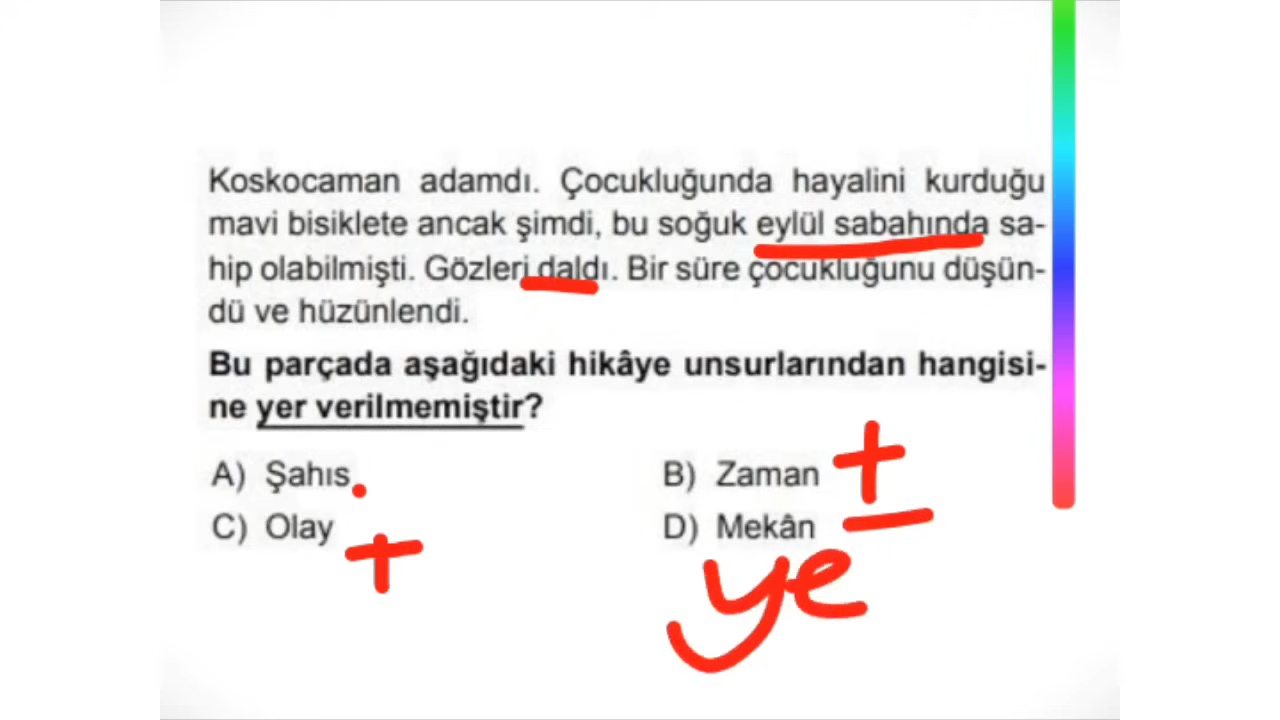 Koskocaman adamdı. Çocukluğunda hayalini kurduğu
mavi bisiklete ancak şimdi, bu soğuk eylül sabahında sa-
hip olabilmişti. Gözleri daldı. Bir süre çocukluğunu düşün-
dü ve hüzünlendi.
Bu parçada aşağıdaki hikâye unsurlarından hangisi-
ne yer verilmemiştir?
A) Şahıs
B) Zaman +
C) Olay +
D) Mekân –
ye